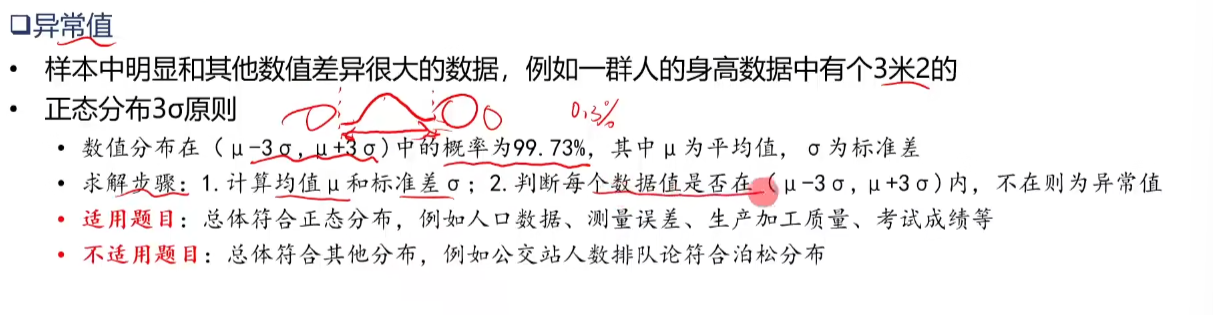 ❑异常值
• 样本中明显和其他数值差异很大的数据，例如一群人的身高数据中有个3米2的
• 正态分布3σ原则
• 数值分布在（μ-3σ, μ+3σ)中的概率为99.73%，其中μ为平均值，σ为标准差
• 求解步骤：1.计算均值μ和标准差σ；2.判断每个数据值是否在（μ-3σ, μ+3σ)内，不在则为异常值
• 适用题目：总体符合正态分布，例如人口数据、测量误差、生产加工质量、考试成绩等
• 不适用题目：总体符合其他分布，例如公交站人数排队论符合泊松分布